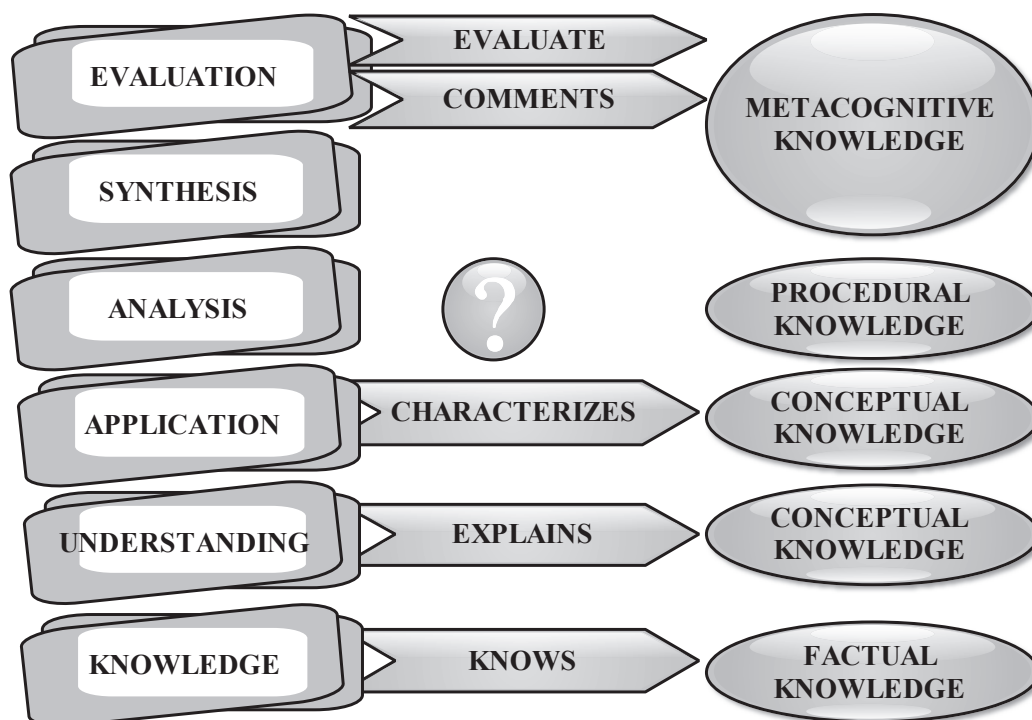 EVALUATION
EVALUATE
COMMENTS
METACOGNITIVE
KNOWLEDGE
SYNTHESIS
ANALYSIS
?
PROCEDURAL
KNOWLEDGE
APPLICATION
CHARACTERIZES
CONCEPTUAL
KNOWLEDGE
UNDERSTANDING
EXPLAINS
CONCEPTUAL
KNOWLEDGE
KNOWLEDGE
KNOWS
FACTUAL
KNOWLEDGE